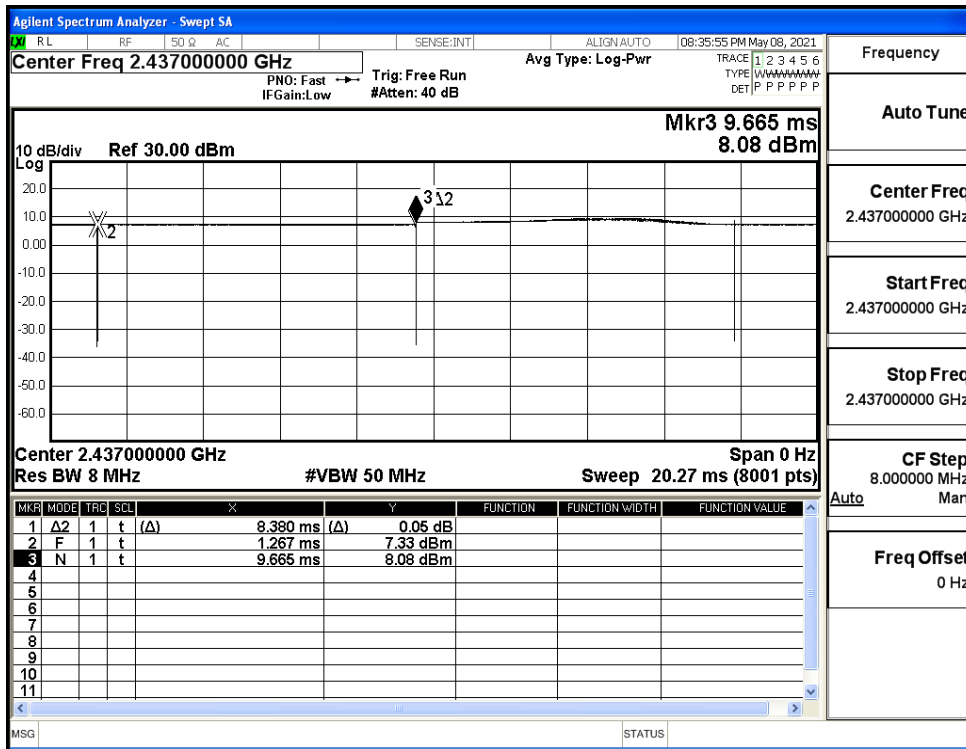 Agilent Spectrum Analyzer - Swept SA
LXI RL RF 50 Ω AC SENSE:INT ALIGN AUTO 08:35:55 PM May 08, 2021
Center Freq 2.437000000 GHz
PNO: Fast
IFGain:Low
Trig: Free Run
#Atten: 40 dB
Avg Type: Log-Pwr
TRACE 1 2 3 4 5 6
TYPE WWWWWW
DET P P P P P P
Mkr3 9.665 ms
8.08 dBm
10 dB/div Ref 30.00 dBm
Log
20.0
10.0
0.00
-10.0
-20.0
-30.0
-40.0
-50.0
-60.0
2
3 Δ2
Center 2.437000000 GHz Span 0 Hz
Res BW 8 MHz #VBW 50 MHz Sweep 20.27 ms (8001 pts)
MKR MODE TRC SCL X Y FUNCTION FUNCTION WIDTH FUNCTION VALUE
1 Δ2 1 t (Δ) 8.380 ms (Δ) 0.05 dB
2 F 1 t 1.267 ms 7.33 dBm
3 N 1 t 9.665 ms 8.08 dBm
4
5
6
7
8
9
10
11
MSG STATUS
Frequency
Auto Tune
Center Freq
2.437000000 GHz
Start Freq
2.437000000 GHz
Stop Freq
2.437000000 GHz
CF Step
8.000000 MHz
Auto Man
Freq Offset
0 Hz